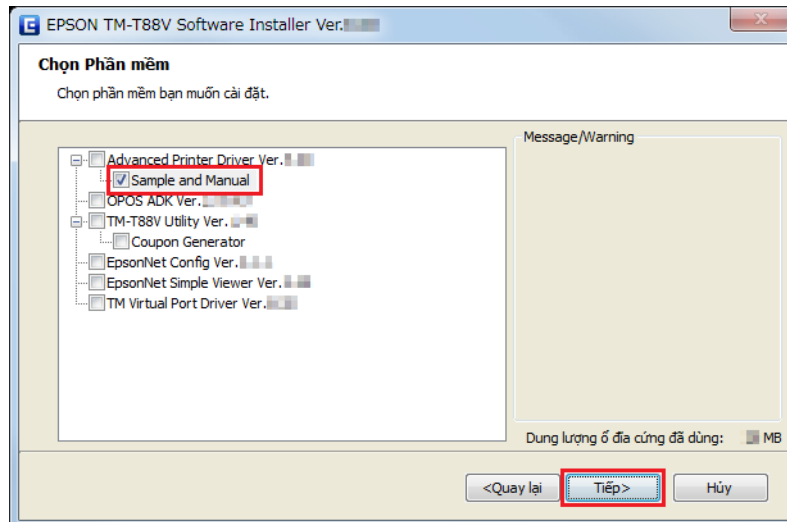 EPSON TM-T88V Software Installer Ver.
Chọn Phần mềm
Chọn phần mềm bạn muốn cài đặt.
Message/Warning
Advanced Printer Driver Ver.
Sample and Manual
OPOS ADK Ver.
TM-T88V Utility Ver.
Coupon Generator
EpsonNet Config Ver.
EpsonNet Simple Viewer Ver.
TM Virtual Port Driver Ver.
Dung lượng ổ đĩa cứng đã dùng: MB
<Quay lại Tiếp> Hủy